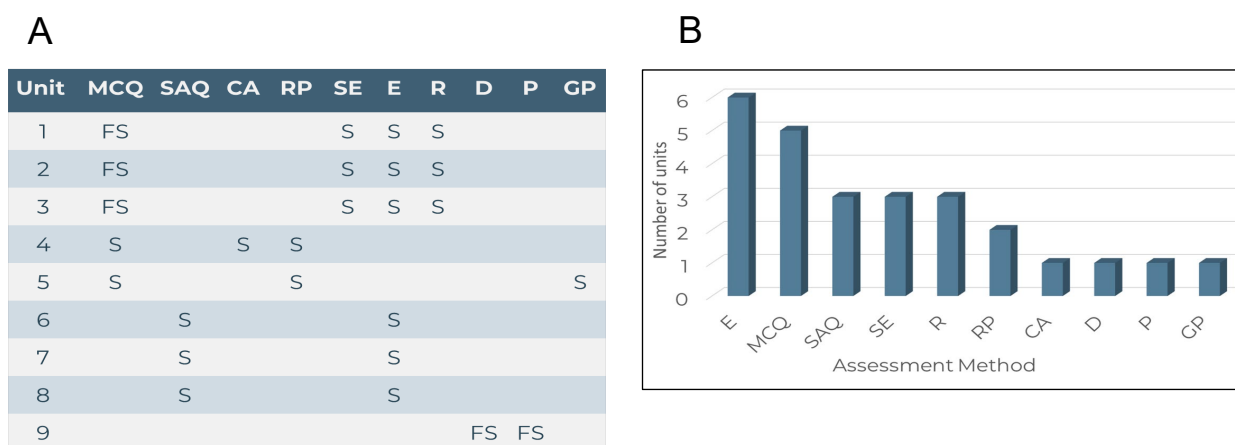 A
Unit MCQ SAQ CA RP SE E R D P GP
1 FS S S S
2 FS S S S
3 FS S S S
4 S S S
5 S S S
6 S S
7 S S
8 S S
9 FS FS
B
Number of units
6
5
4
3
2
1
0
E MCQ SAQ SE R RP CA D P GP
Assessment Method